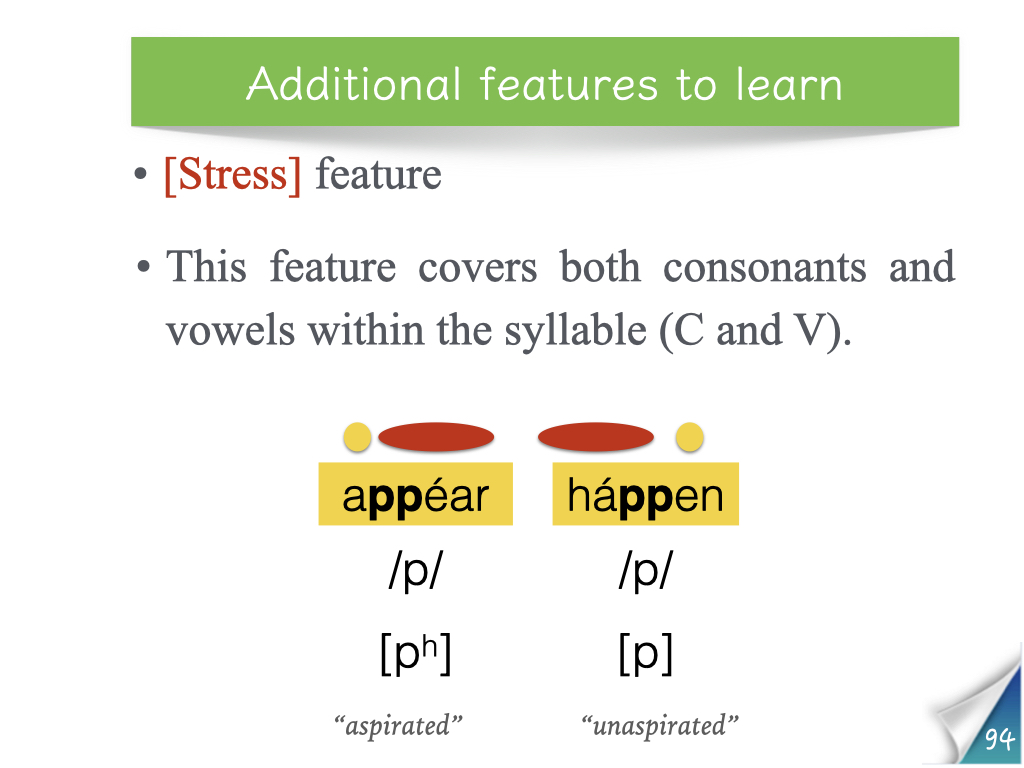 Additional features to learn
• [Stress] feature
• This feature covers both consonants and
vowels within the syllable (C and V).
appéar háppen
/p/ /p/
[pʰ] [p]
“aspirated” “unaspirated”
94